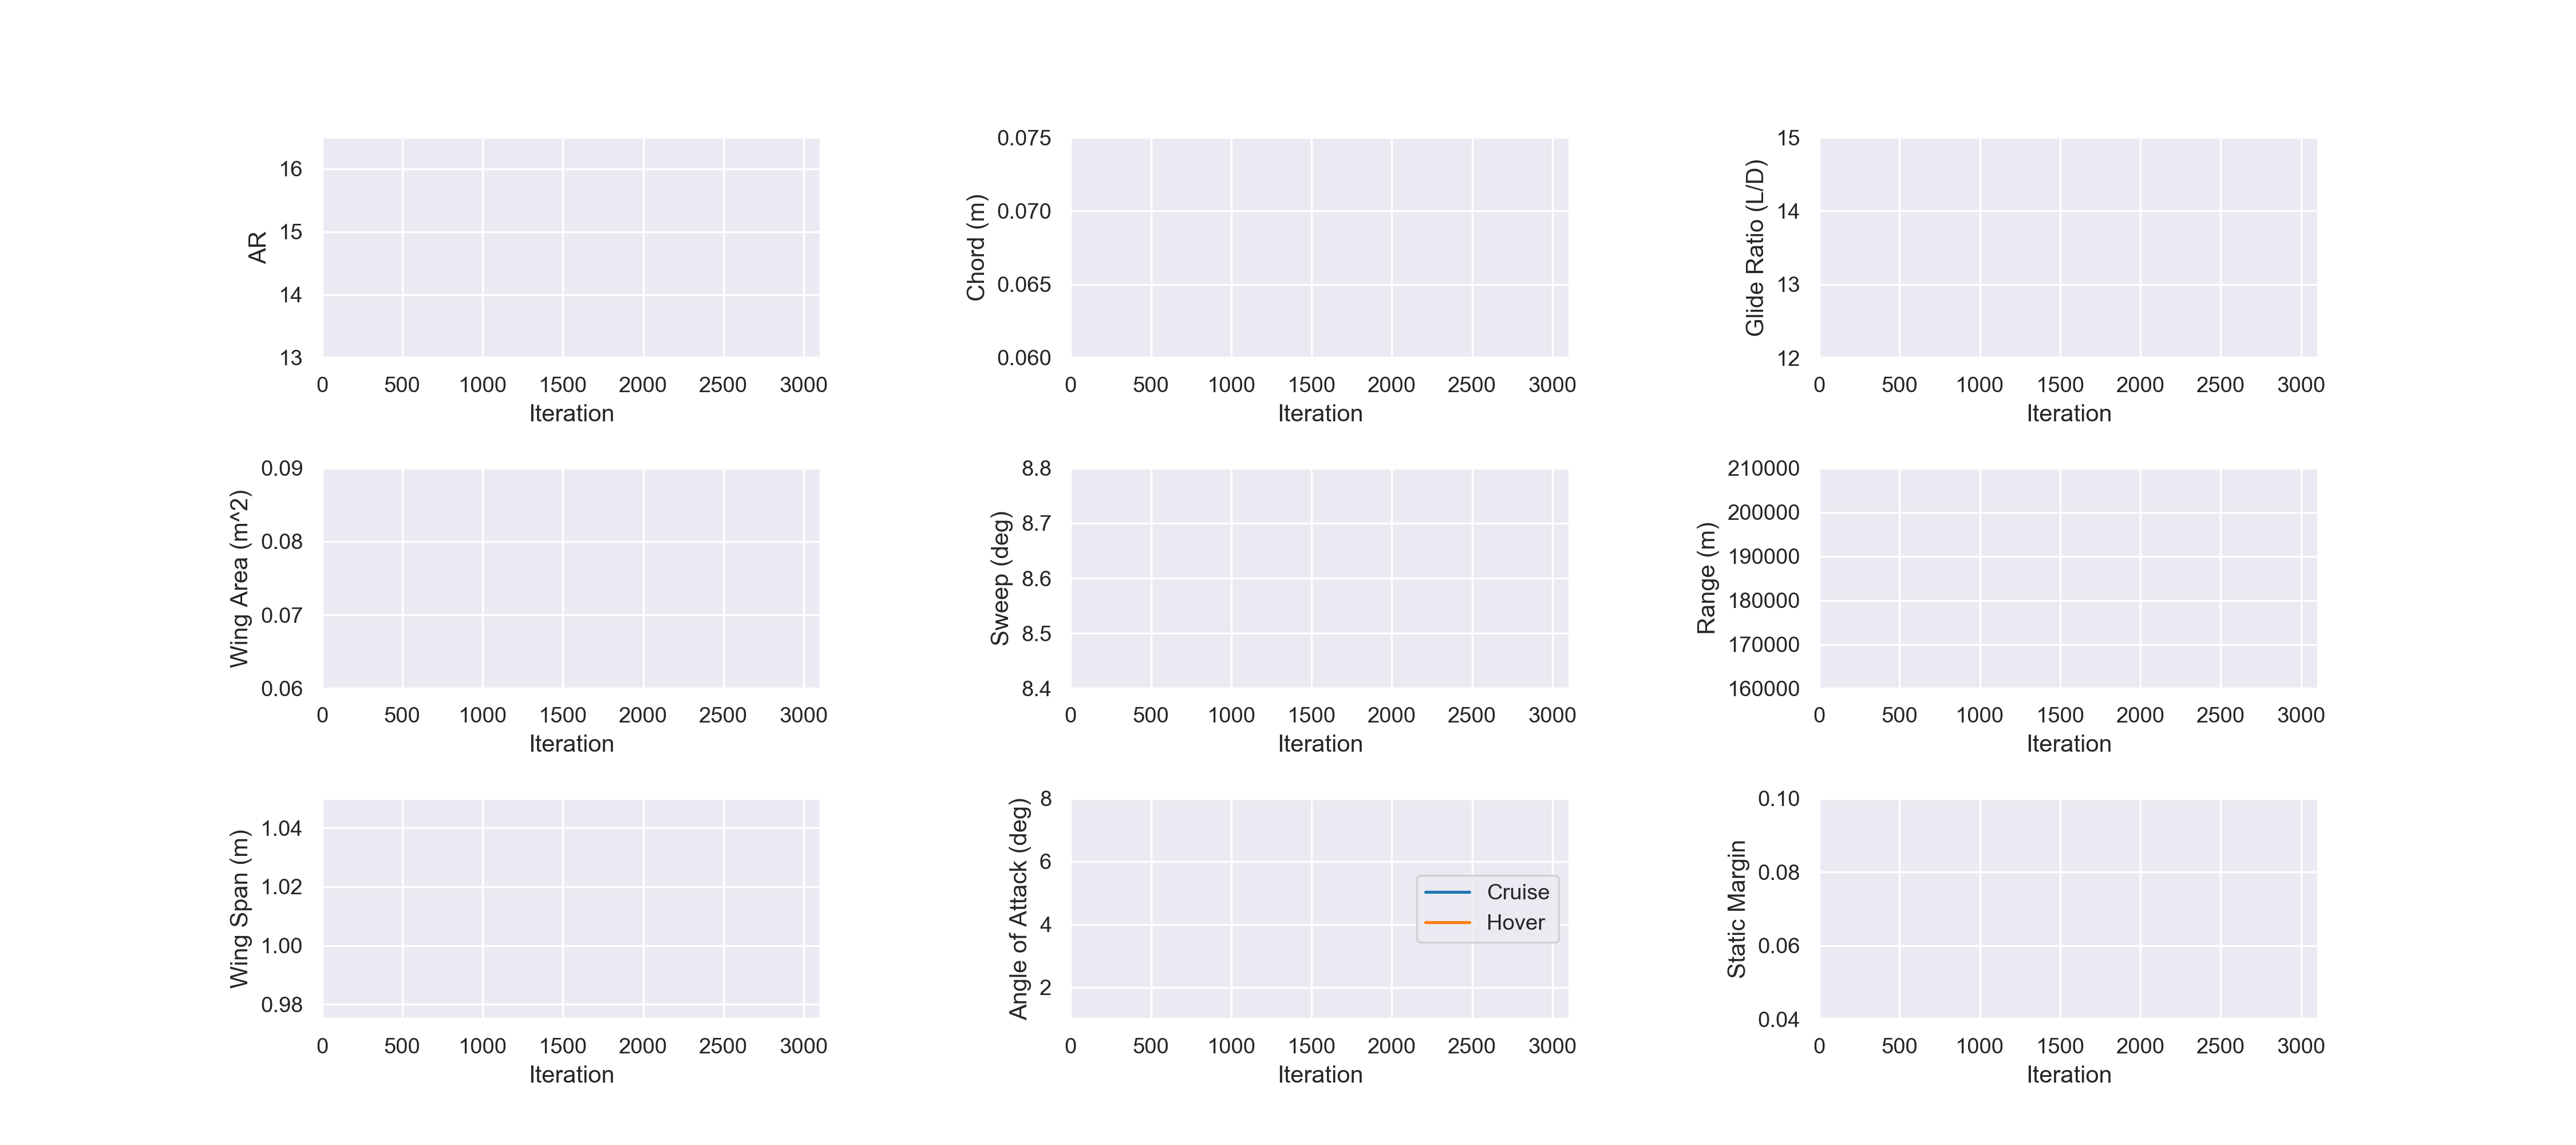 16
15
14
13
AR
0 500 1000 1500 2000 2500 3000
Iteration
0.075
0.070
0.065
0.060
Chord (m)
0 500 1000 1500 2000 2500 3000
Iteration
15
14
13
12
Glide Ratio (L/D)
0 500 1000 1500 2000 2500 3000
Iteration
0.09
0.08
0.07
0.06
Wing Area (m^2)
0 500 1000 1500 2000 2500 3000
Iteration
8.8
8.7
8.6
8.5
8.4
Sweep (deg)
0 500 1000 1500 2000 2500 3000
Iteration
210000
200000
190000
180000
170000
160000
Range (m)
0 500 1000 1500 2000 2500 3000
Iteration
1.04
1.02
1.00
0.98
Wing Span (m)
0 500 1000 1500 2000 2500 3000
Iteration
8
6
4
2
Angle of Attack (deg)
Cruise
Hover
0 500 1000 1500 2000 2500 3000
Iteration
0.10
0.08
0.06
0.04
Static Margin
0 500 1000 1500 2000 2500 3000
Iteration